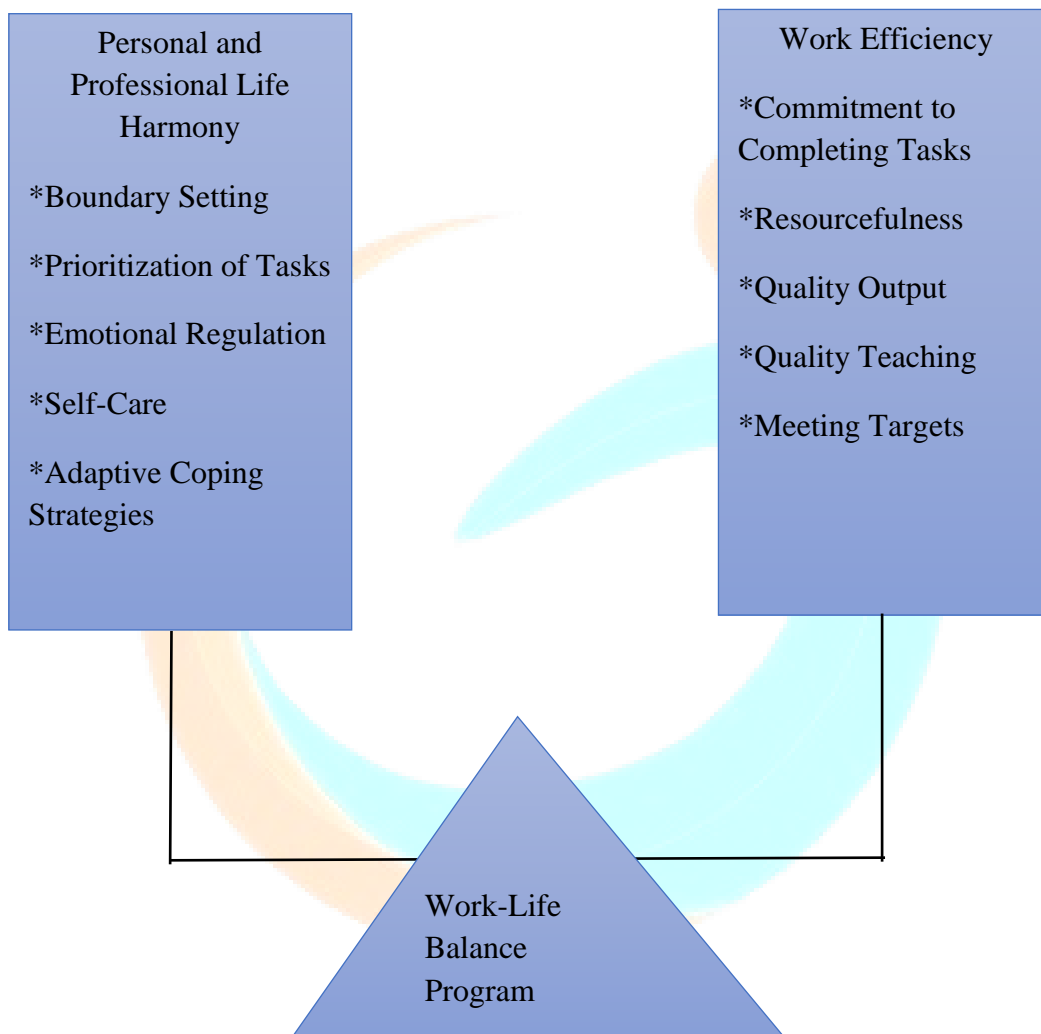 Personal and
Professional Life
Harmony
*Boundary Setting
*Prioritization of Tasks
*Emotional Regulation
*Self-Care
*Adaptive Coping
Strategies
Work Efficiency
*Commitment to
Completing Tasks
*Resourcefulness
*Quality Output
*Quality Teaching
*Meeting Targets
Work-Life
Balance
Program